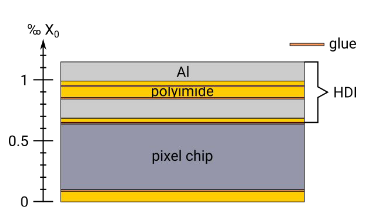 ‰ X₀
glue
1
Al
polyimide
HDI
0.5
pixel chip
0